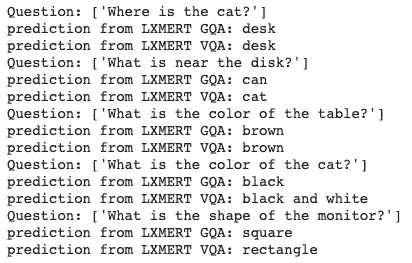 Question: ['Where is the cat?']
prediction from LXMERT GQA: desk
prediction from LXMERT VQA: desk
Question: ['What is near the disk?']
prediction from LXMERT GQA: can
prediction from LXMERT VQA: cat
Question: ['What is the color of the table?']
prediction from LXMERT GQA: brown
prediction from LXMERT VQA: brown
Question: ['What is the color of the cat?']
prediction from LXMERT GQA: black
prediction from LXMERT VQA: black and white
Question: ['What is the shape of the monitor?']
prediction from LXMERT GQA: square
prediction from LXMERT VQA: rectangle